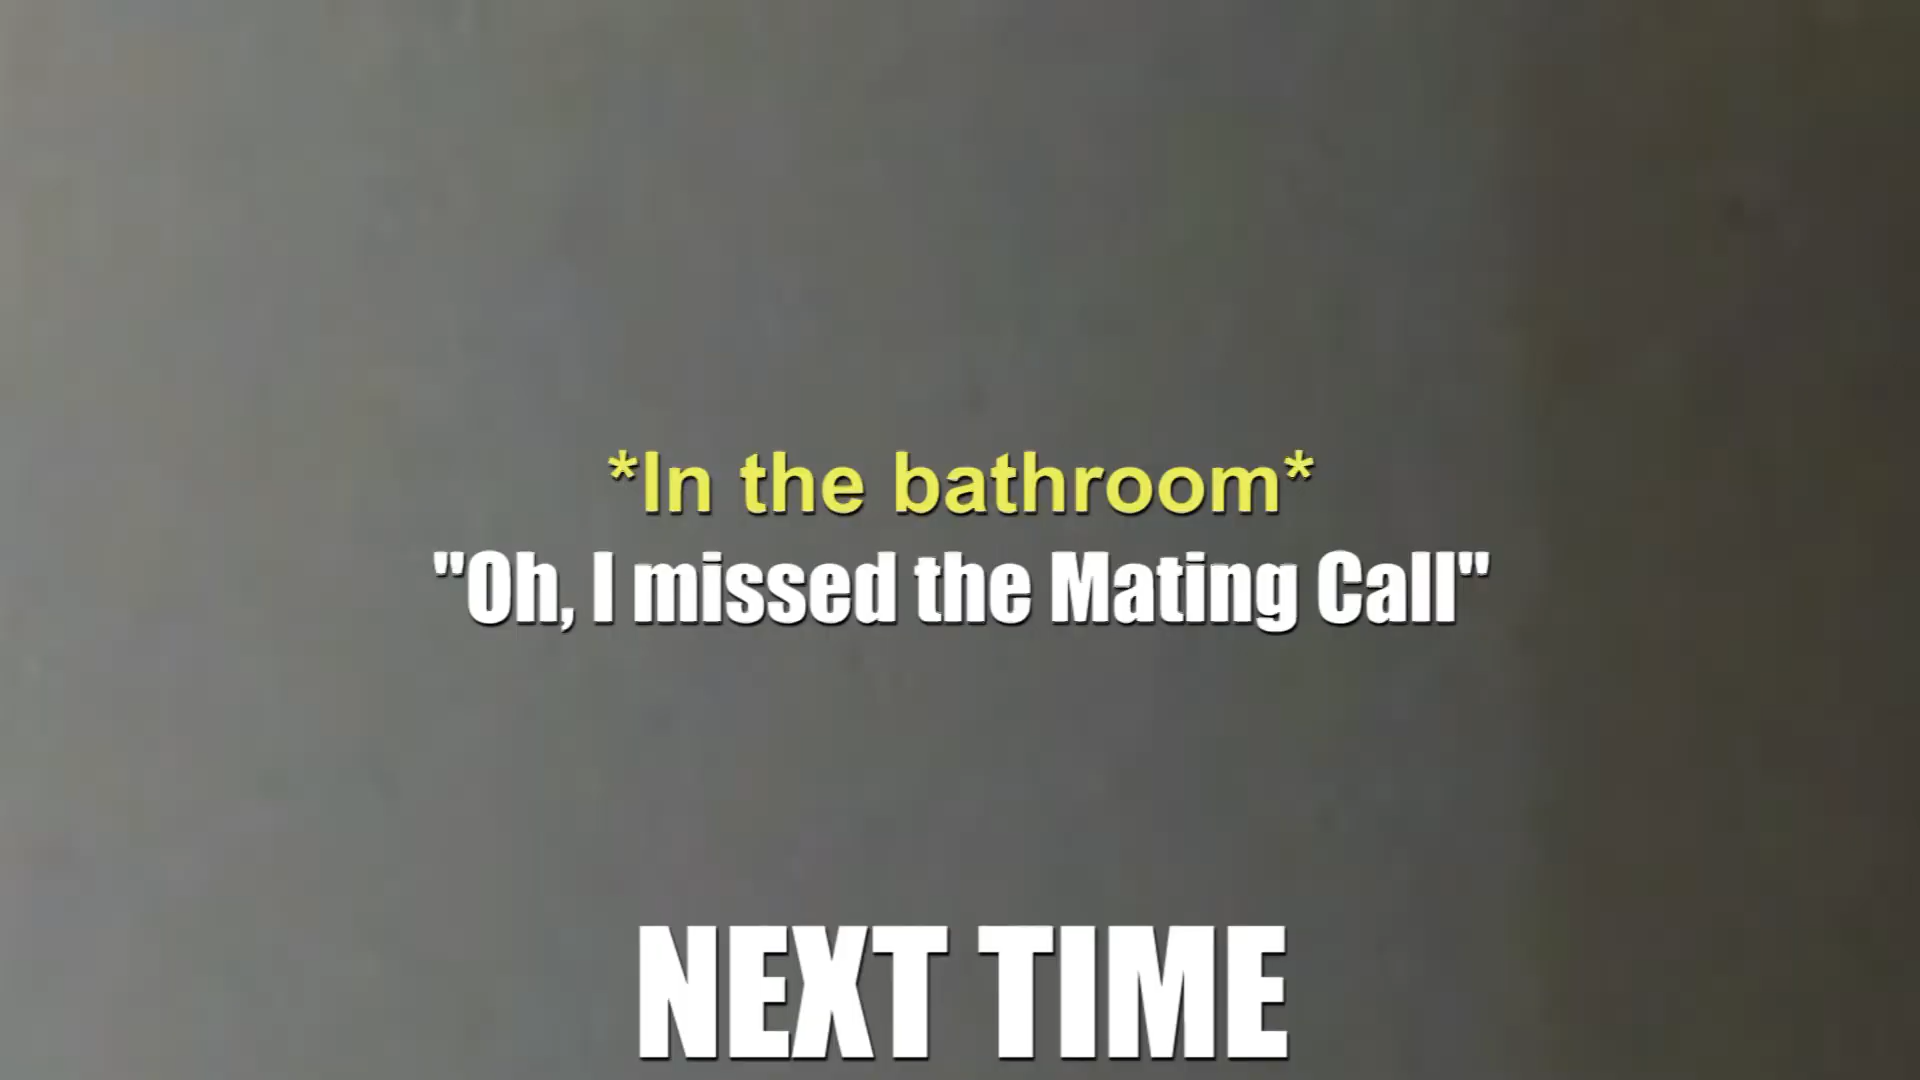 *In the bathroom*
"Oh, I missed the Mating Call"
NEXT TIME